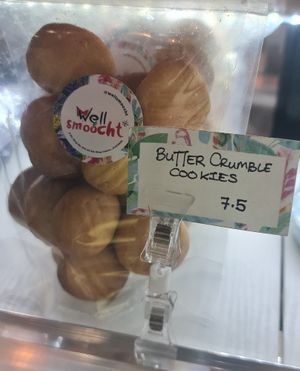 Well
smoocht
BUTTER CRUMBLE
COOKIES
7.5